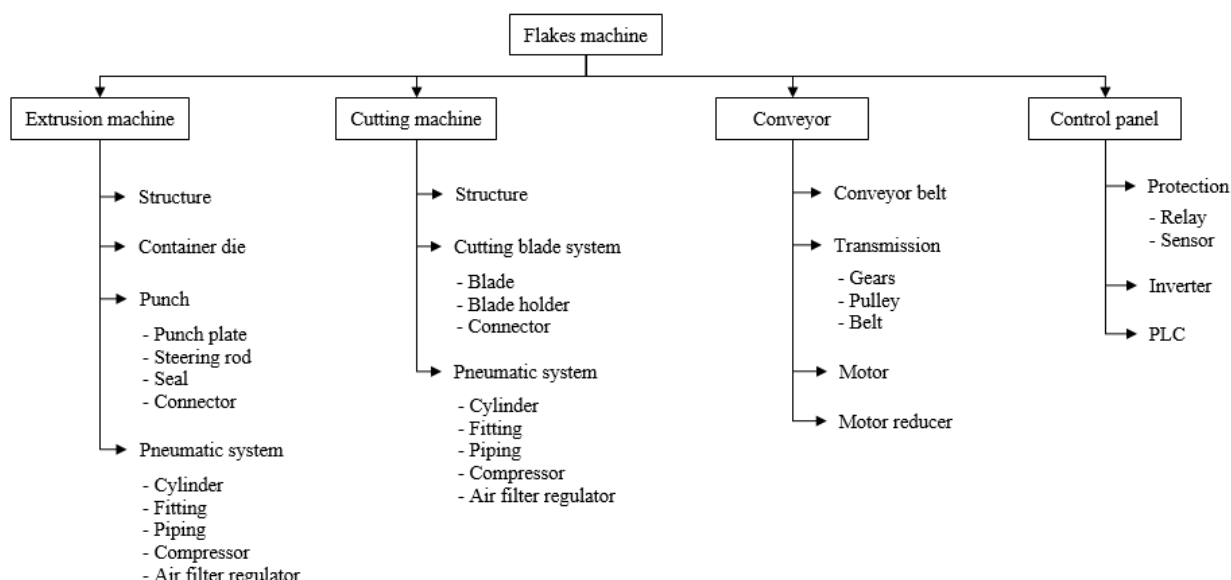 Flakes machine
Extrusion machine
Structure
Container die
Punch
- Punch plate
- Steering rod
- Seal
- Connector
Pneumatic system
- Cylinder
- Fitting
- Piping
- Compressor
- Air filter regulator
Cutting machine
Structure
Cutting blade system
- Blade
- Blade holder
- Connector
Pneumatic system
- Cylinder
- Fitting
- Piping
- Compressor
- Air filter regulator
Conveyor
Conveyor belt
Transmission
- Gears
- Pulley
- Belt
Motor
Motor reducer
Control panel
Protection
- Relay
- Sensor
Inverter
PLC